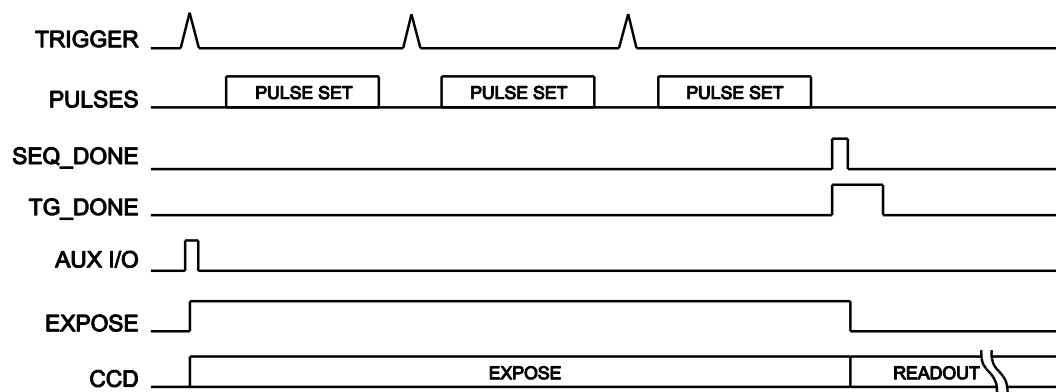 TRIGGER
PULSES PULSE SET PULSE SET PULSE SET
SEQ_DONE
TG_DONE
AUX I/O
EXPOSE
CCD EXPOSE READOUT